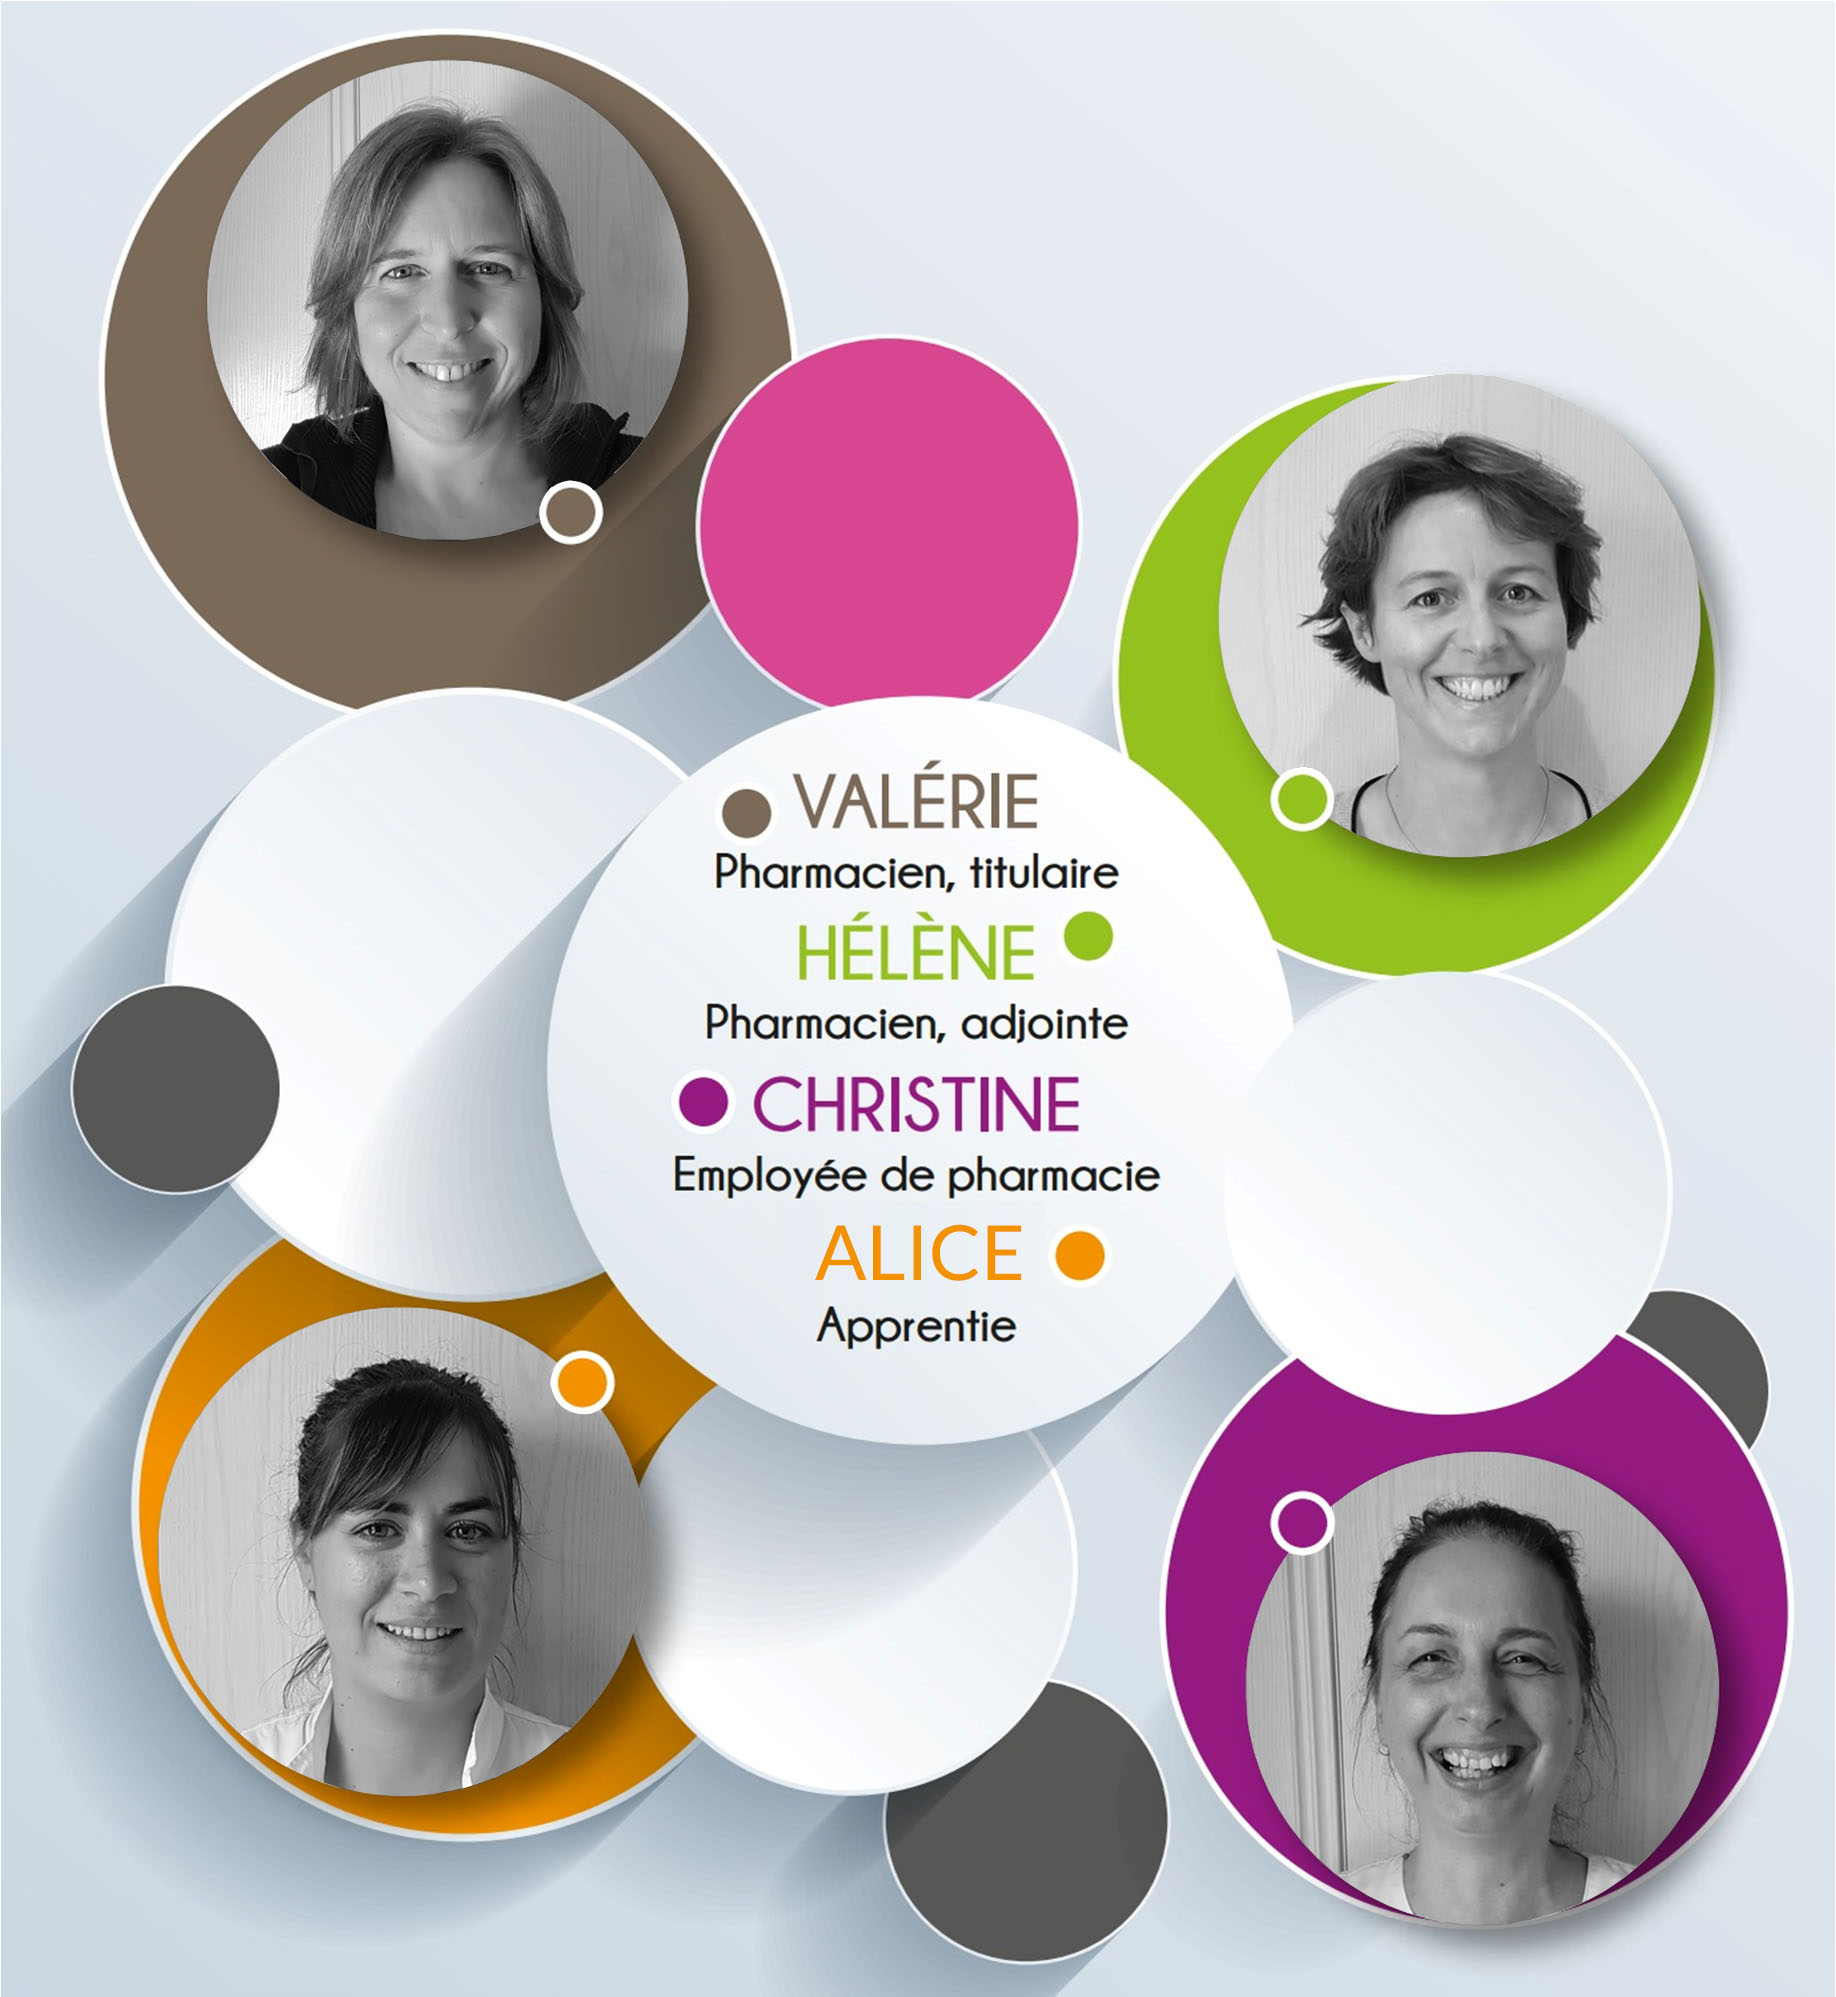 VALÉRIE
Pharmacien, titulaire
HÉLÈNE
Pharmacien, adjointe
CHRISTINE
Employée de pharmacie
ALICE
Apprentie